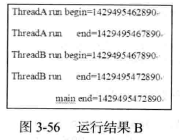 ThreadA run begin=1429495462890
ThreadA run end=1429495467890
ThreadB run begin=1429495467890
ThreadB run end=1429495472890
main end=1429495472890
图 3-56 运行结果 B